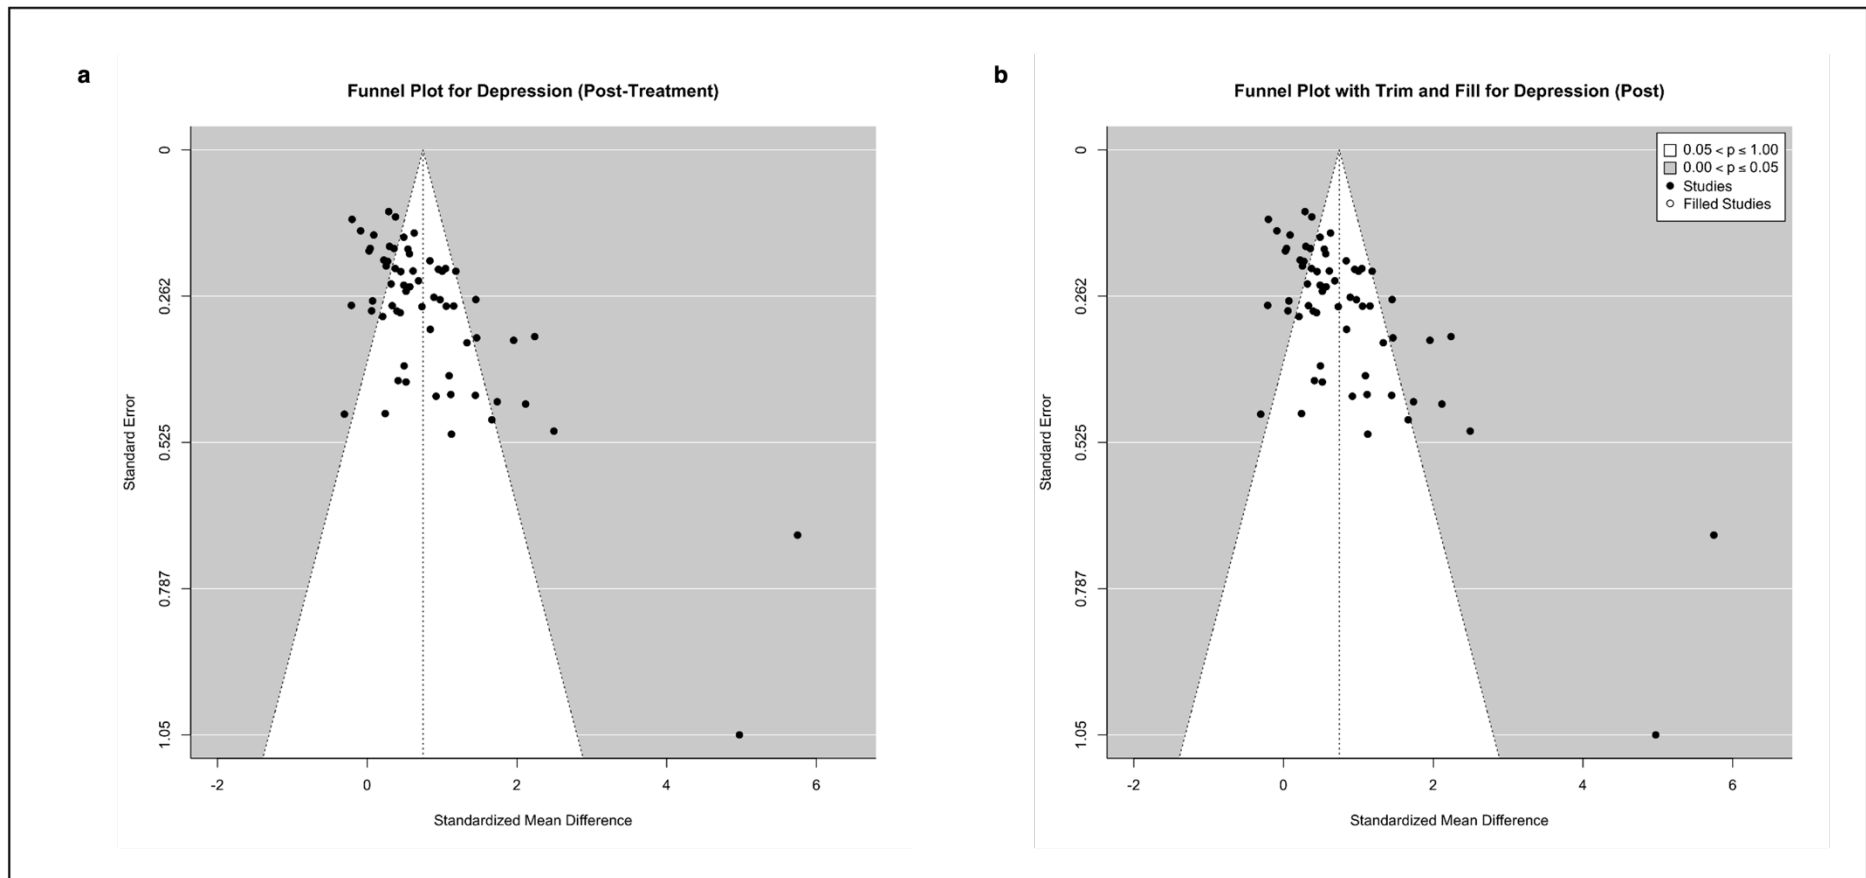 a
Funnel Plot for Depression (Post-Treatment)
0
0.262
0.525
0.787
1.05
Standard Error
-2 0 2 4 6
Standardized Mean Difference
b
Funnel Plot with Trim and Fill for Depression (Post)
0.05 < p ≤ 1.00
0.00 < p ≤ 0.05
Studies
Filled Studies
0
0.262
0.525
0.787
1.05
Standard Error
-2 0 2 4 6
Standardized Mean Difference